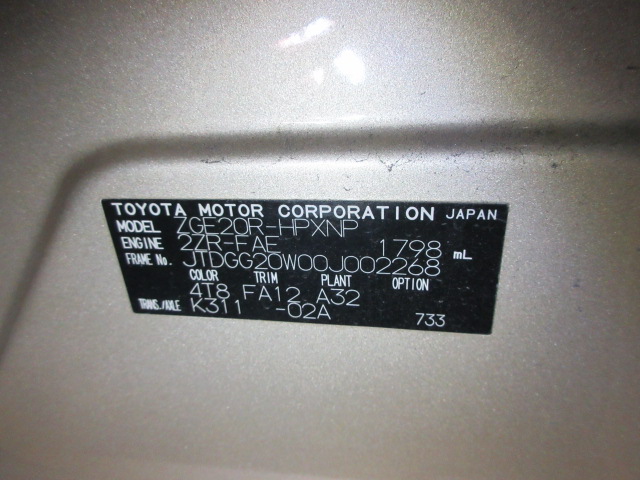 TOYOTA MOTOR CORPORATION JAPAN
MODEL ZGE20R-HPXNP
ENGINE 2ZR-FAE 1798 mL
FRAME No. JTDGG20W00J002268
COLOR TRIM PLANT OPTION
4T8 FA12 A32
TRANS./AXLE K311 -02A 733